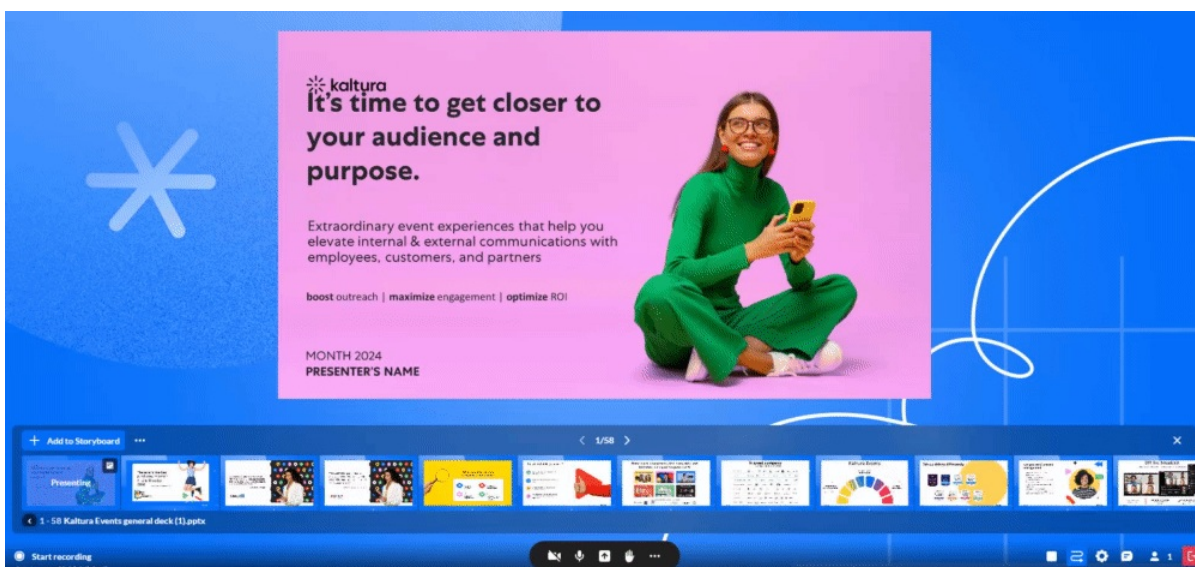 kaltura
It's time to get closer to
your audience and
purpose.
Extraordinary event experiences that help you
elevate internal & external communications with
employees, customers, and partners
boost outreach | maximize engagement | optimize ROI
MONTH 2024
PRESENTER'S NAME
+ Add to Storyboard ...
< 1/58 >
Presenting
1 - 58 Kaltura Events general deck (1).pptx
Start recording
1